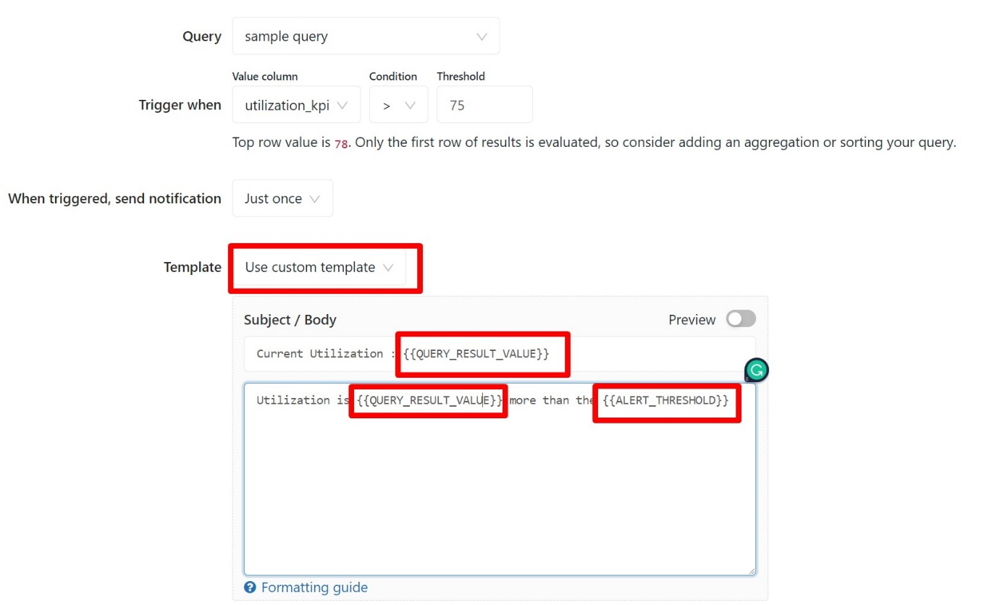 Query sample query
Value column Condition Threshold
Trigger when utilization_kpi > 75
Top row value is 78. Only the first row of results is evaluated, so consider adding an aggregation or sorting your query.
When triggered, send notification Just once
Template Use custom template
Subject / Body Preview
Current Utilization : {{QUERY_RESULT_VALUE}}
Utilization is {{QUERY_RESULT_VALUE}} more than the {{ALERT_THRESHOLD}}
Formatting guide